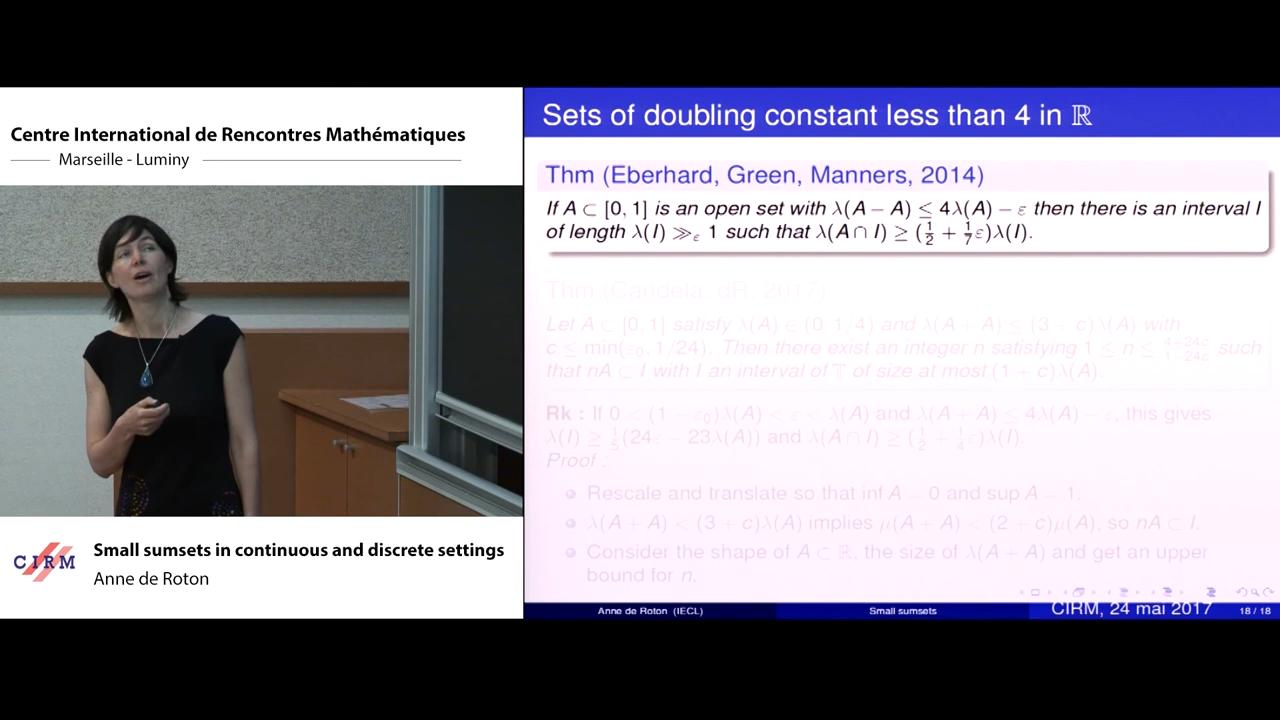 Centre International de Rencontres Mathématiques
Marseille - Luminy
CIRM
Small sumsets in continuous and discrete settings
Anne de Roton
Sets of doubling constant less than 4 in ℝ
Thm (Eberhard, Green, Manners, 2014)
If A ⊂ [0, 1] is an open set with λ(A − A) ≤ 4λ(A) − ε then there is an interval I
of length λ(I) ≫_ε 1 such that λ(A ∩ I) ≥ (1/2 + 1/7 ε)λ(I).
Thm (Candela, dR, 2017)
Let A ⊂ [0, 1] satisfy λ(A) ∈ (0, 1/4) and λ(A + A) ≤ (3 + c)λ(A) with
c ≤ min(ε₀, 1/24). Then there exist an integer n satisfying 1 ≤ n ≤ such
that nA ⊂ I with I an interval of 𝕋 of size at most (1 + c)λ(A).
Rk : If 0 < (1 − ε₀)λ(A) < ε < λ(A) and λ(A + A) ≤ 4λ(A) − ε, this gives
λ(I) ≥ (24ε − 23λ(A)) and λ(A ∩ I) ≥ (1/2 + 1/4 ε)λ(I).
Proof :
Rescale and translate so that inf A = 0 and sup A = 1.
λ(A + A) < (3 + c)λ(A) implies μ(A + A) < (2 + c)μ(A), so nA ⊂ I.
Consider the shape of A ⊂ ℝ, the size of λ(A + A) and get an upper
bound for n.
Anne de Roton (IECL)
Small sumsets
CIRM, 24 mai 2017
18 / 18